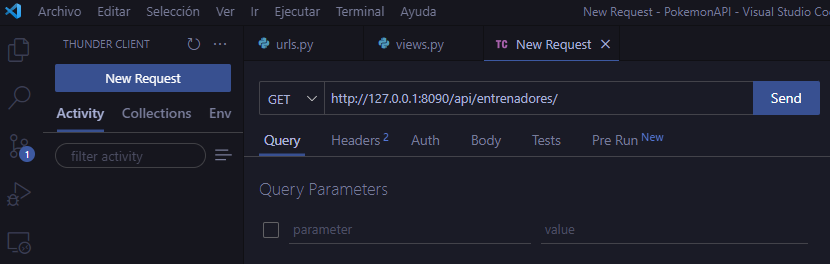 Archivo Editar Selección Ver Ir Ejecutar Terminal Ayuda New Request - PokemonAPI - Visual Studio Co
THUNDER CLIENT ...
urls.py views.py TC New Request
New Request
GET http://127.0.0.1:8090/api/entrenadores/ Send
Activity Collections Env
Query Headers 2 Auth Body Tests Pre Run New
1
filter activity
Query Parameters
parameter value